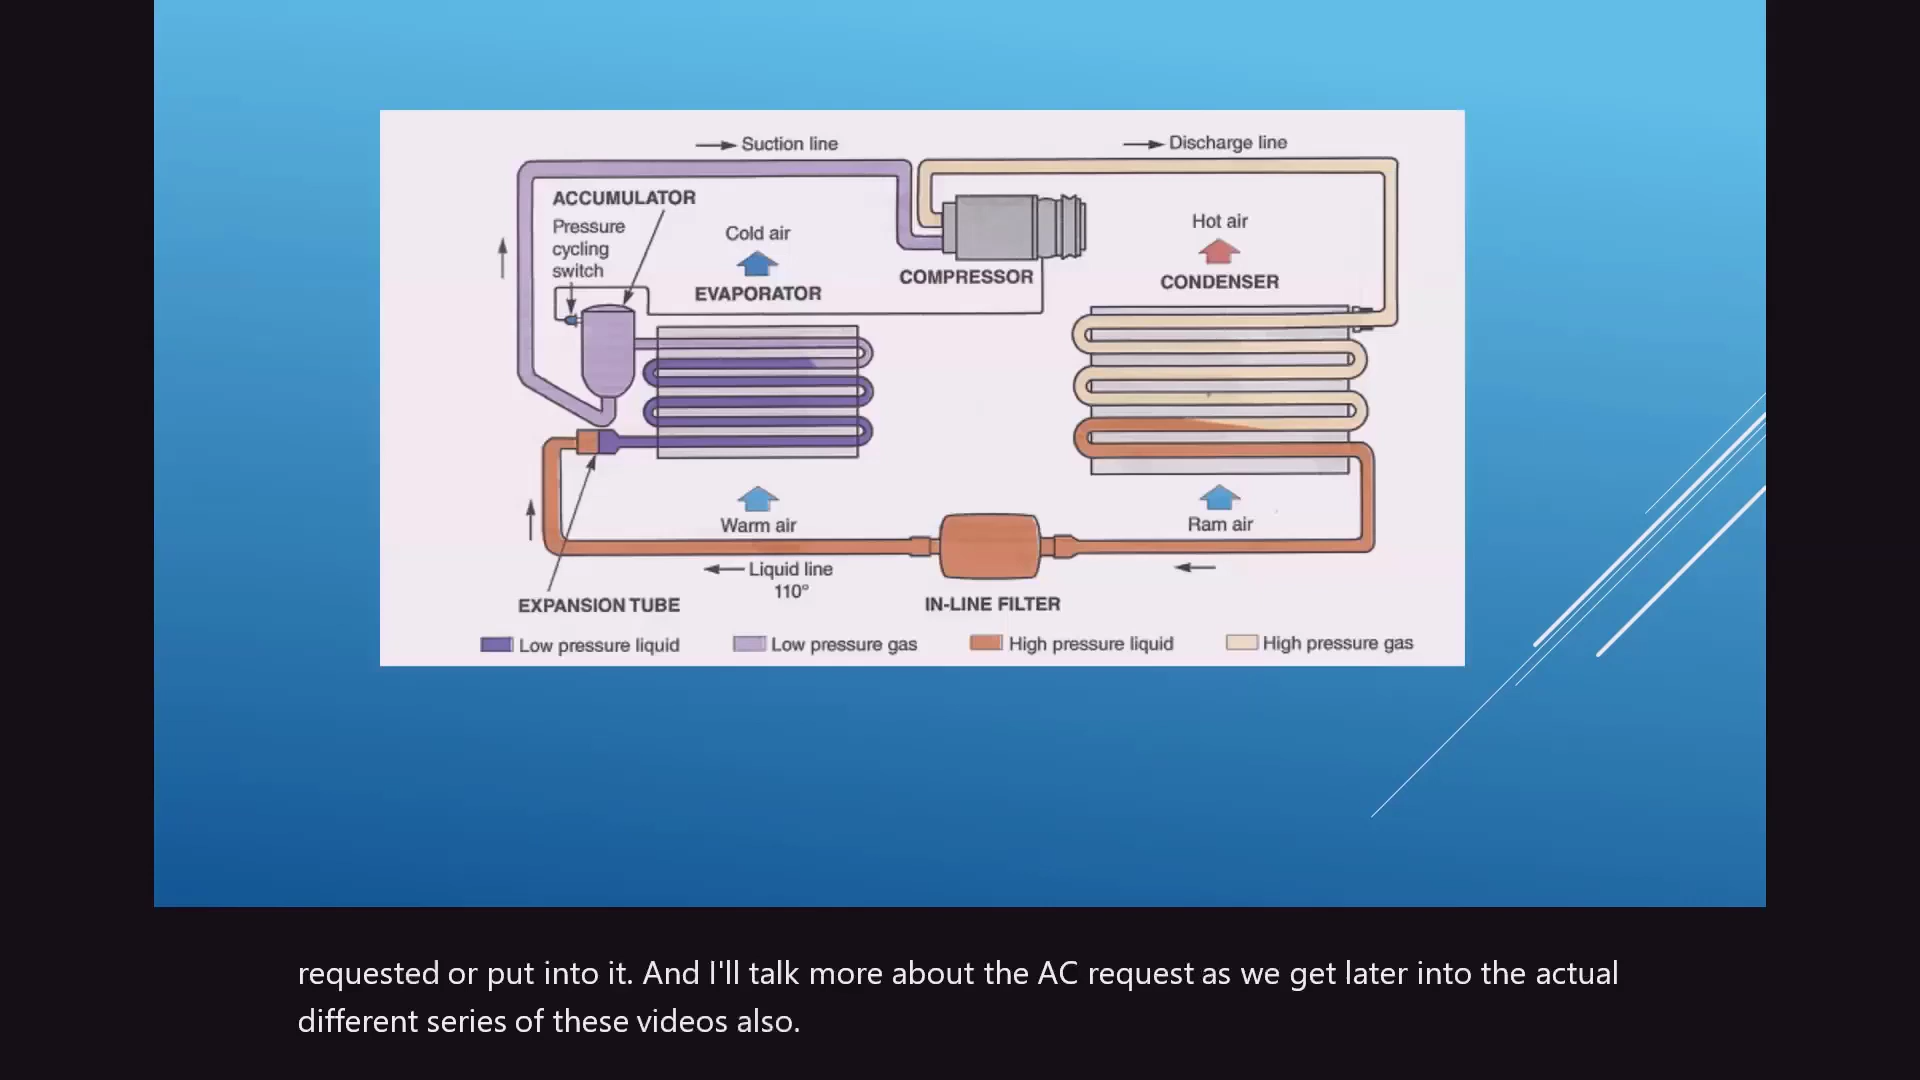 Suction line
Discharge line
ACCUMULATOR
Pressure
cycling
switch
Cold air
EVAPORATOR
COMPRESSOR
Hot air
CONDENSER
Warm air
Ram air
Liquid line
110°
EXPANSION TUBE
IN-LINE FILTER
Low pressure liquid
Low pressure gas
High pressure liquid
High pressure gas
requested or put into it. And I'll talk more about the AC request as we get later into the actual
different series of these videos also.